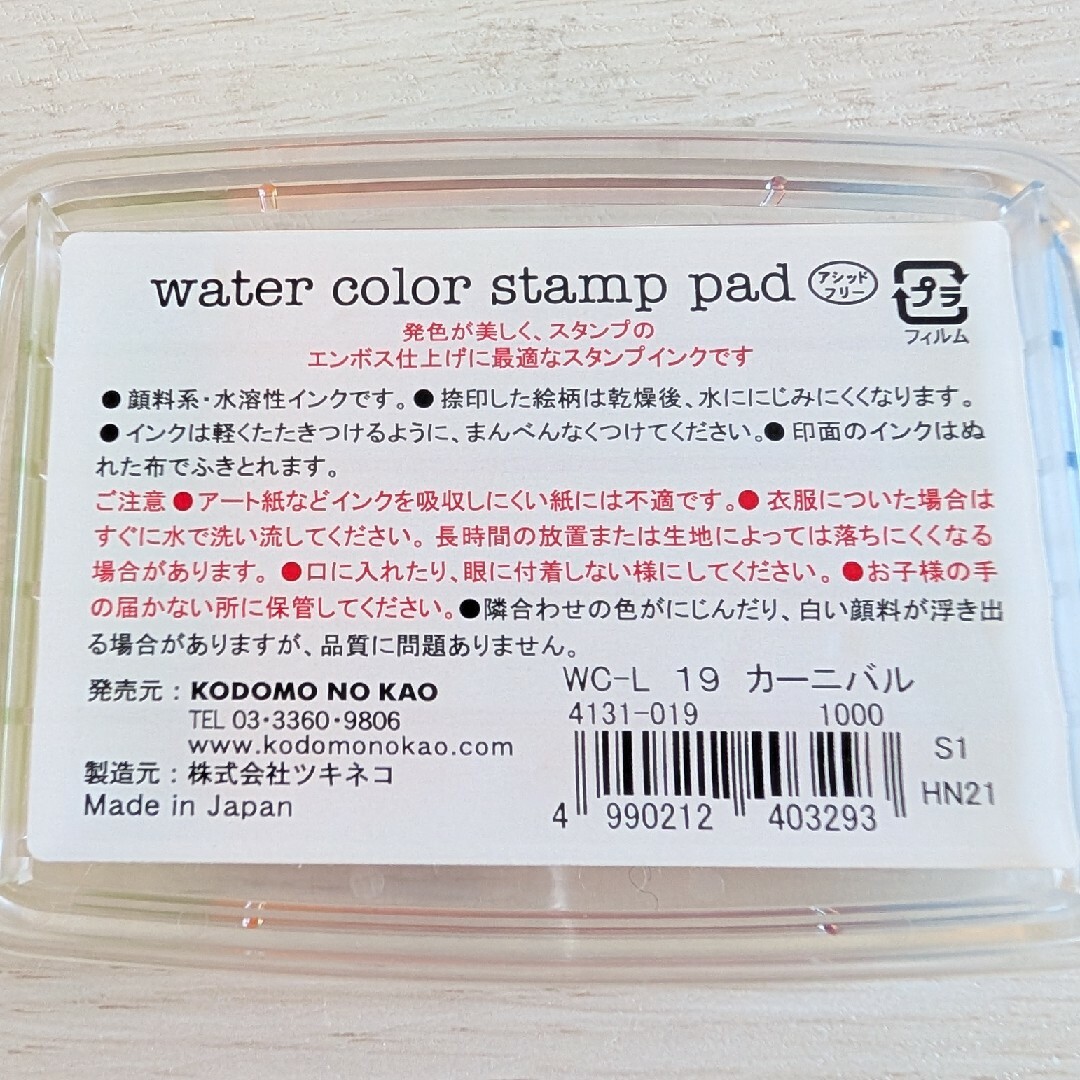 water color stamp pad
アシッド
フリー
プラ
フィルム
発色が美しく、スタンプの
エンボス仕上げに最適なスタンプインクです
●顔料系・水溶性インクです。●捺印した絵柄は乾燥後、水ににじみにくくなります。
●インクは軽くたたきつけるように、まんべんなくつけてください。●印面のインクはぬ
れた布でふきとれます。
ご注意●アート紙などインクを吸収しにくい紙には不適です。●衣服についた場合は
すぐに水で洗い流してください。長時間の放置または生地によっては落ちにくくなる
場合があります。●口に入れたり、眼に付着しない様にしてください。●お子様の手
の届かない所に保管してください。●隣合わせの色がにじんだり、白い顔料が浮き出
る場合がありますが、品質に問題ありません。
発売元：KODOMO NO KAO
TEL 03・3360・9806
www.kodomonokao.com
製造元：株式会社ツキネコ
Made in Japan
WC-L 19 カーニバル
4131-019 1000
S1
HN21
4 990212 403293